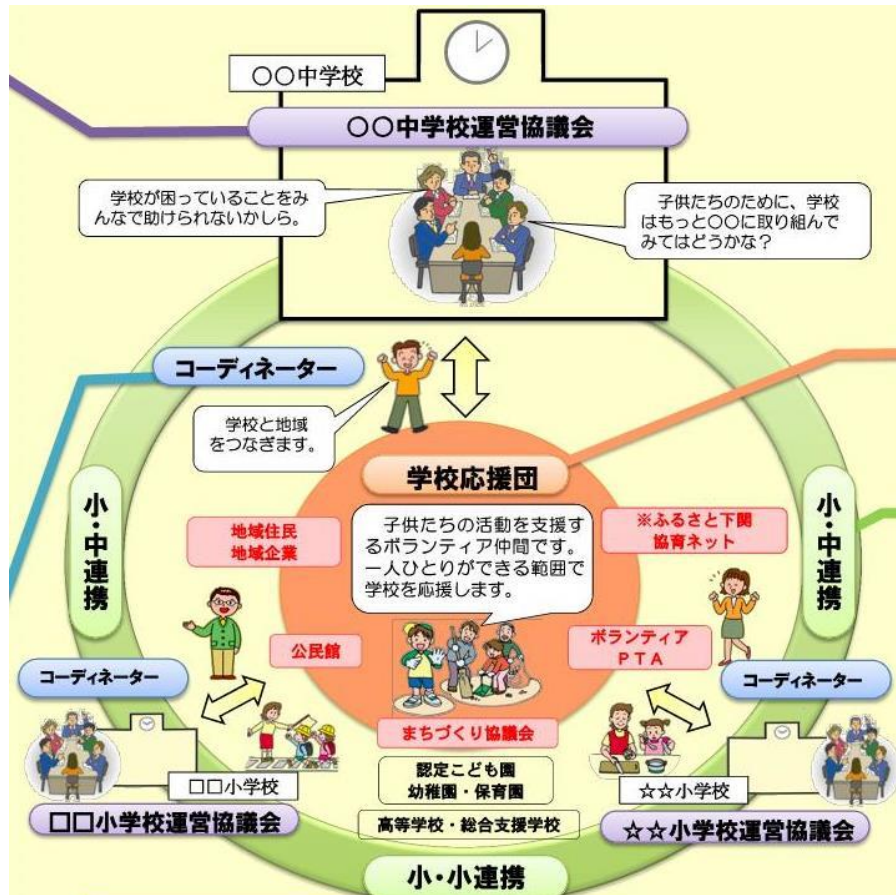 〇〇中学校
〇〇中学校運営協議会
学校が困っていることをみ
んなで助けられないかしら。
子供たちのために、学校
はもっと〇〇に取り組んで
みてはどうかな？
コーディネーター
学校と地域
をつなぎます。
学校応援団
小・中連携
地域住民
地域企業
子供たちの活動を支援す
るボランティア仲間です。
一人ひとりができる範囲で
学校を応援します。
※ふるさと下関
協育ネット
小・中連携
公民館
ボランティア
ＰＴＡ
コーディネーター
コーディネーター
まちづくり協議会
□□小学校
認定こども園
幼稚園・保育園
☆☆小学校
□□小学校運営協議会
高等学校・総合支援学校
☆☆小学校運営協議会
小・小連携